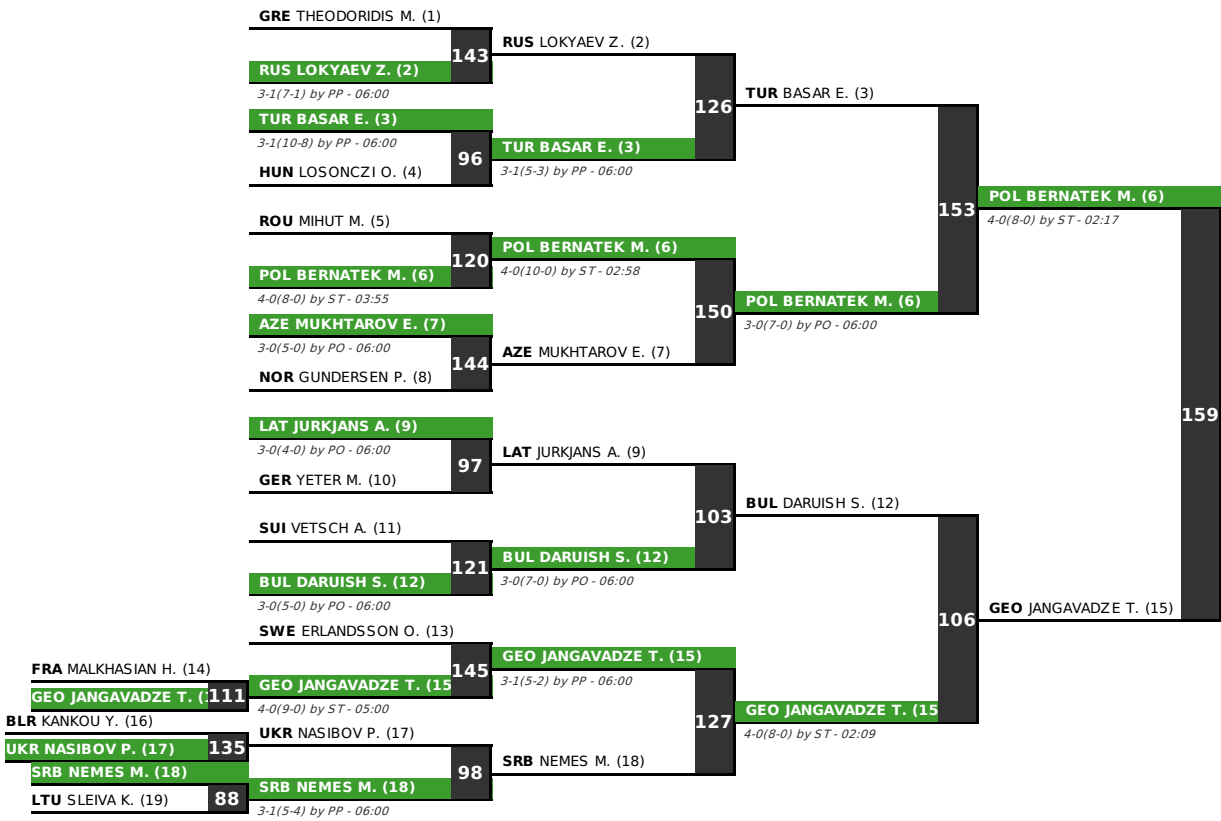 GRE THEODORIDIS M. (1)
143
RUS LOKYAEV Z. (2)
3-1(7-1) by PP - 06:00
TUR BASAR E. (3)
3-1(10-8) by PP - 06:00
96
HUN LOSONCZI O. (4)
ROU MIHUT M. (5)
120
POL BERNATEK M. (6)
4-0(8-0) by ST - 03:55
AZE MUKHTAROV E. (7)
3-0(5-0) by PO - 06:00
144
NOR GUNDERSEN P. (8)
LAT JURKJANS A. (9)
3-0(4-0) by PO - 06:00
97
GER YETER M. (10)
SUI VETSCH A. (11)
121
BUL DARUISH S. (12)
3-0(5-0) by PO - 06:00
SWE ERLANDSSON O. (13)
145
GEO JANGAVADZE T. (15
4-0(9-0) by ST - 05:00
UKR NASIBOV P. (17)
98
SRB NEMES M. (18)
3-1(5-4) by PP - 06:00
FRA MALKHASIAN H. (14)
GEO JANGAVADZE T. (1
111
BLR KANKOU Y. (16)
UKR NASIBOV P. (17)
135
SRB NEMES M. (18)
88
LTU SLEIVA K. (19)
RUS LOKYAEV Z. (2)
126
TUR BASAR E. (3)
3-1(5-3) by PP - 06:00
POL BERNATEK M. (6)
4-0(10-0) by ST - 02:58
150
AZE MUKHTAROV E. (7)
LAT JURKJANS A. (9)
103
BUL DARUISH S. (12)
3-0(7-0) by PO - 06:00
GEO JANGAVADZE T. (15)
3-1(5-2) by PP - 06:00
127
SRB NEMES M. (18)
TUR BASAR E. (3)
153
POL BERNATEK M. (6)
3-0(7-0) by PO - 06:00
BUL DARUISH S. (12)
106
GEO JANGAVADZE T. (15
4-0(8-0) by ST - 02:09
POL BERNATEK M. (6)
4-0(8-0) by ST - 02:17
159
GEO JANGAVADZE T. (15)